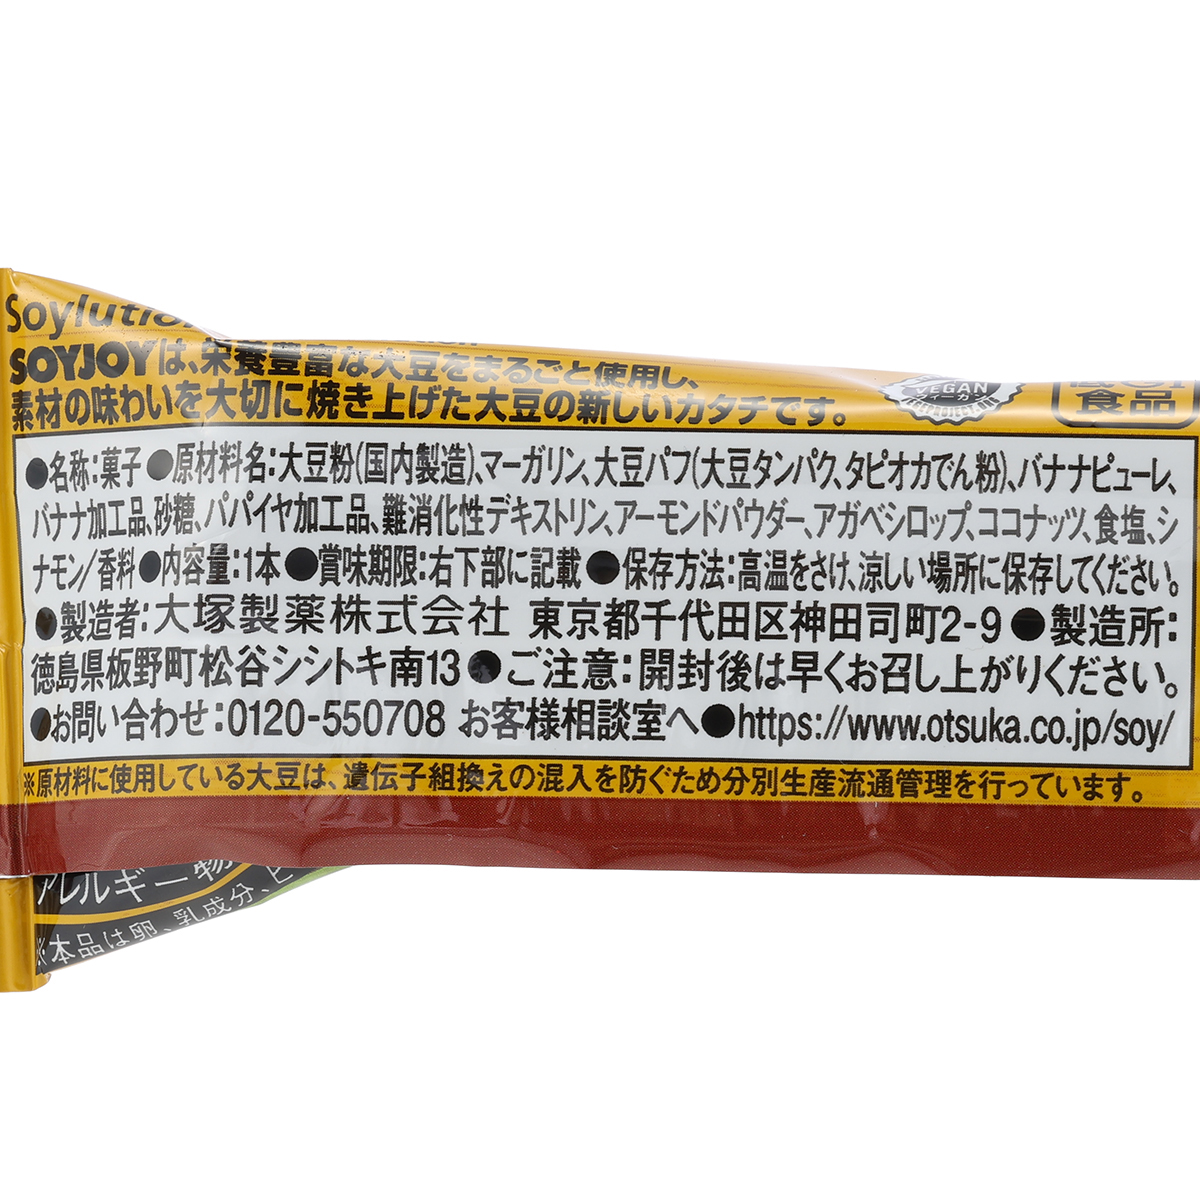 Soylution
SOYJOYは、栄養豊富な大豆をまるごと使用し、
素材の味わいを大切に焼き上げた大豆の新しいカタチです。
VEGAN
ヴィーガン
食品
●名称:菓子 ●原材料名:大豆粉(国内製造)、マーガリン、大豆パフ(大豆タンパク、タピオカでん粉)、バナナピューレ、
バナナ加工品、砂糖、パパイヤ加工品、難消化性デキストリン、アーモンドパウダー、アガベシロップ、ココナッツ、食塩、シ
ナモン/香料 ●内容量:1本 ●賞味期限:右下部に記載 ●保存方法:高温をさけ、涼しい場所に保存してください。
●製造者:大塚製薬株式会社 東京都千代田区神田司町2-9 ●製造所:
徳島県板野町松谷シシトキ南13 ●ご注意:開封後は早くお召し上がりください。
●お問い合わせ:0120-550708 お客様相談室へ ●https://www.otsuka.co.jp/soy/
※原材料に使用している大豆は、遺伝子組換えの混入を防ぐため分別生産流通管理を行っています。
アレルギー物
※本品は卵、乳成分、ピ